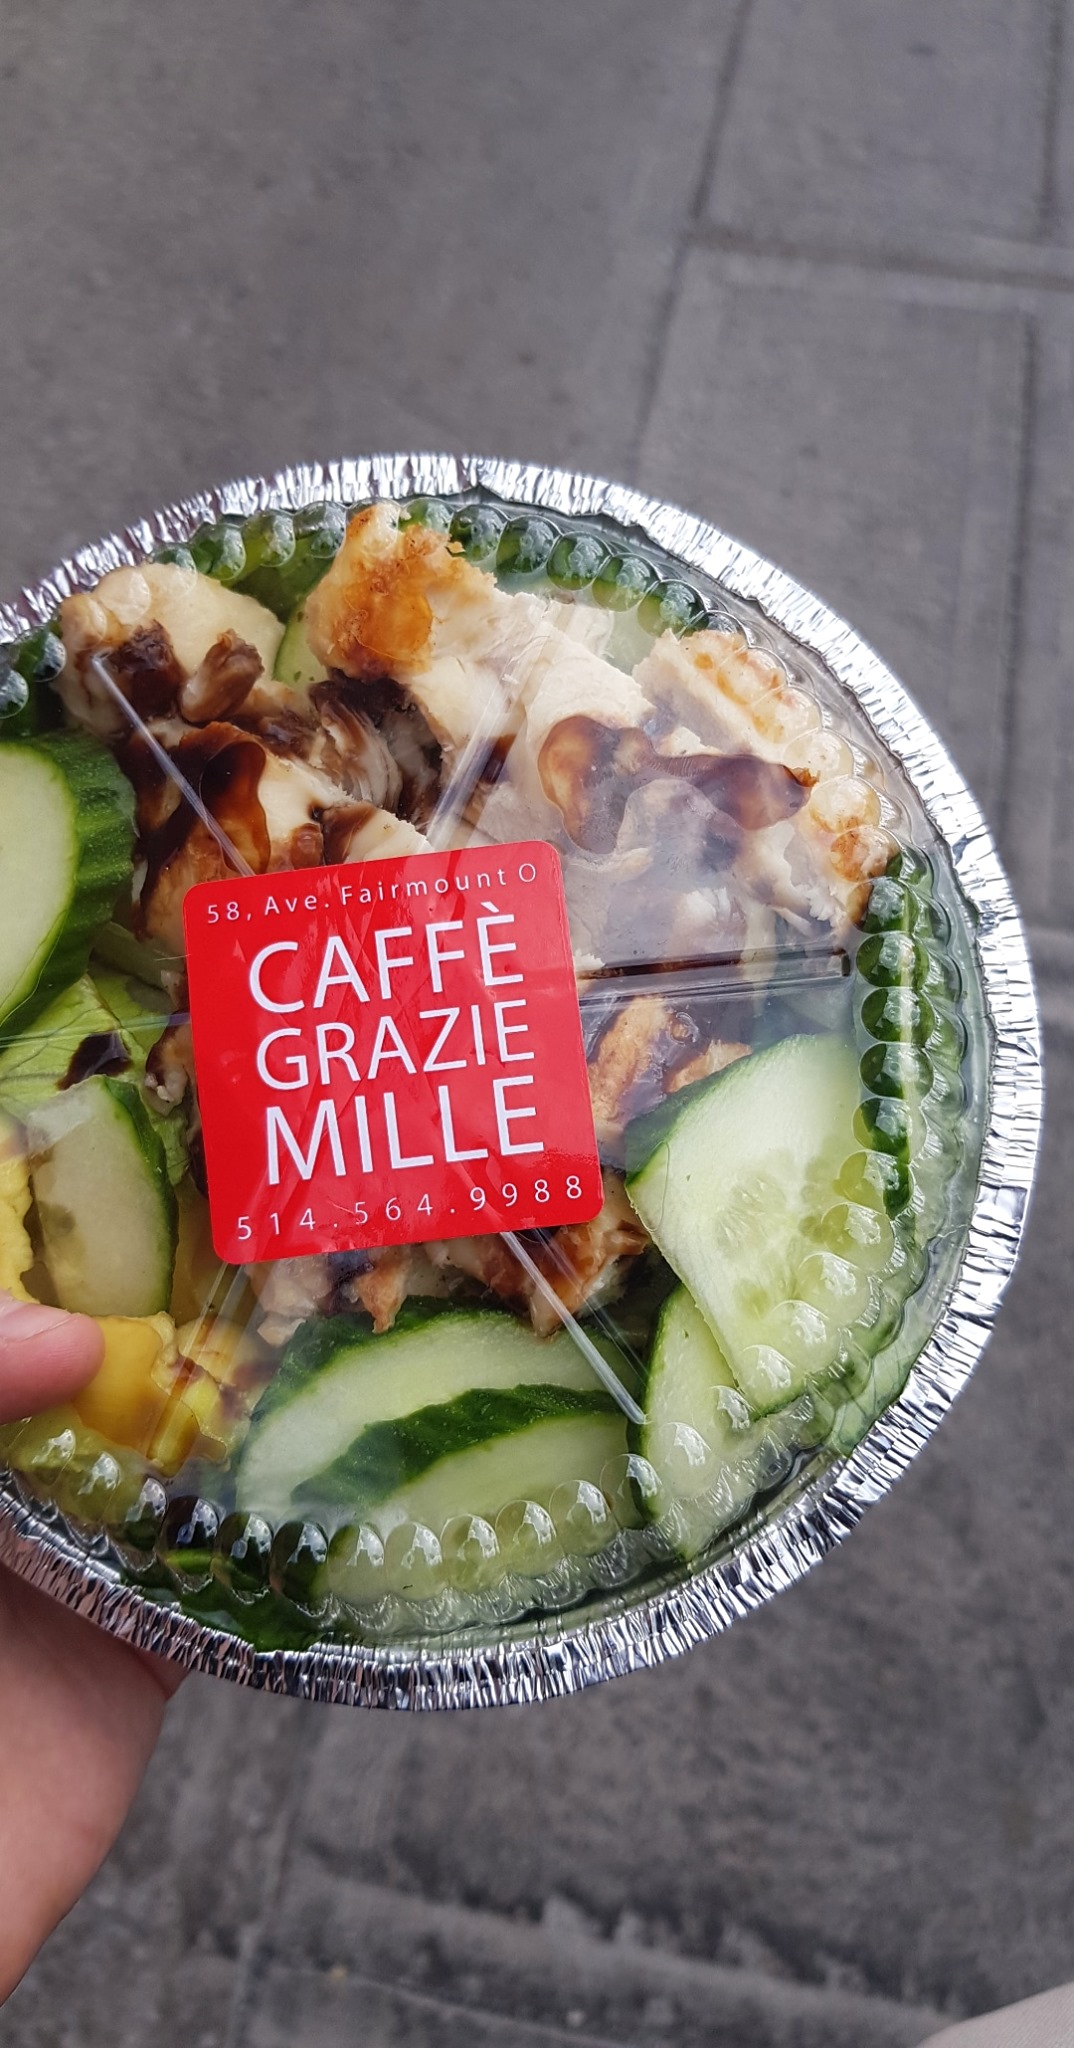 58, Ave. Fairmount O
CAFFÈ
GRAZIE
MILLE
514.564.9988